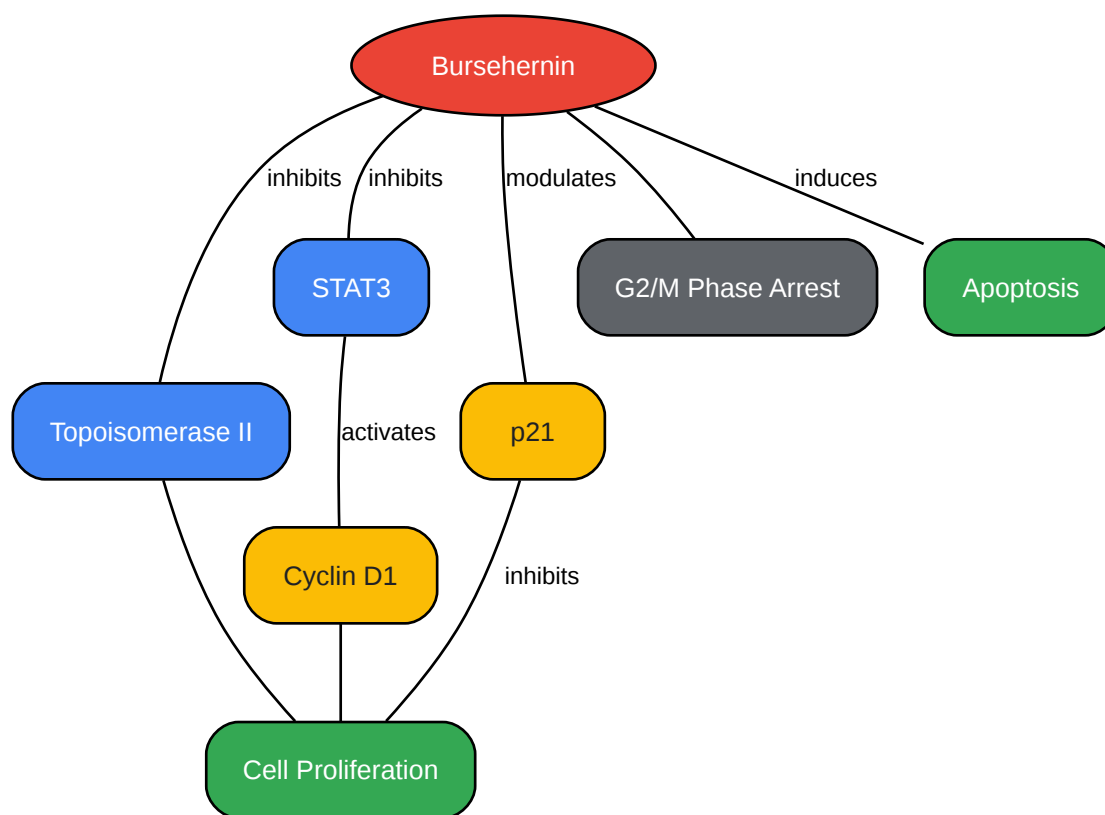 Bursehernin
inhibits
inhibits
modulates
induces
STAT3
G2/M Phase Arrest
Apoptosis
Topoisomerase II
activates
p21
Cyclin D1
inhibits
Cell Proliferation